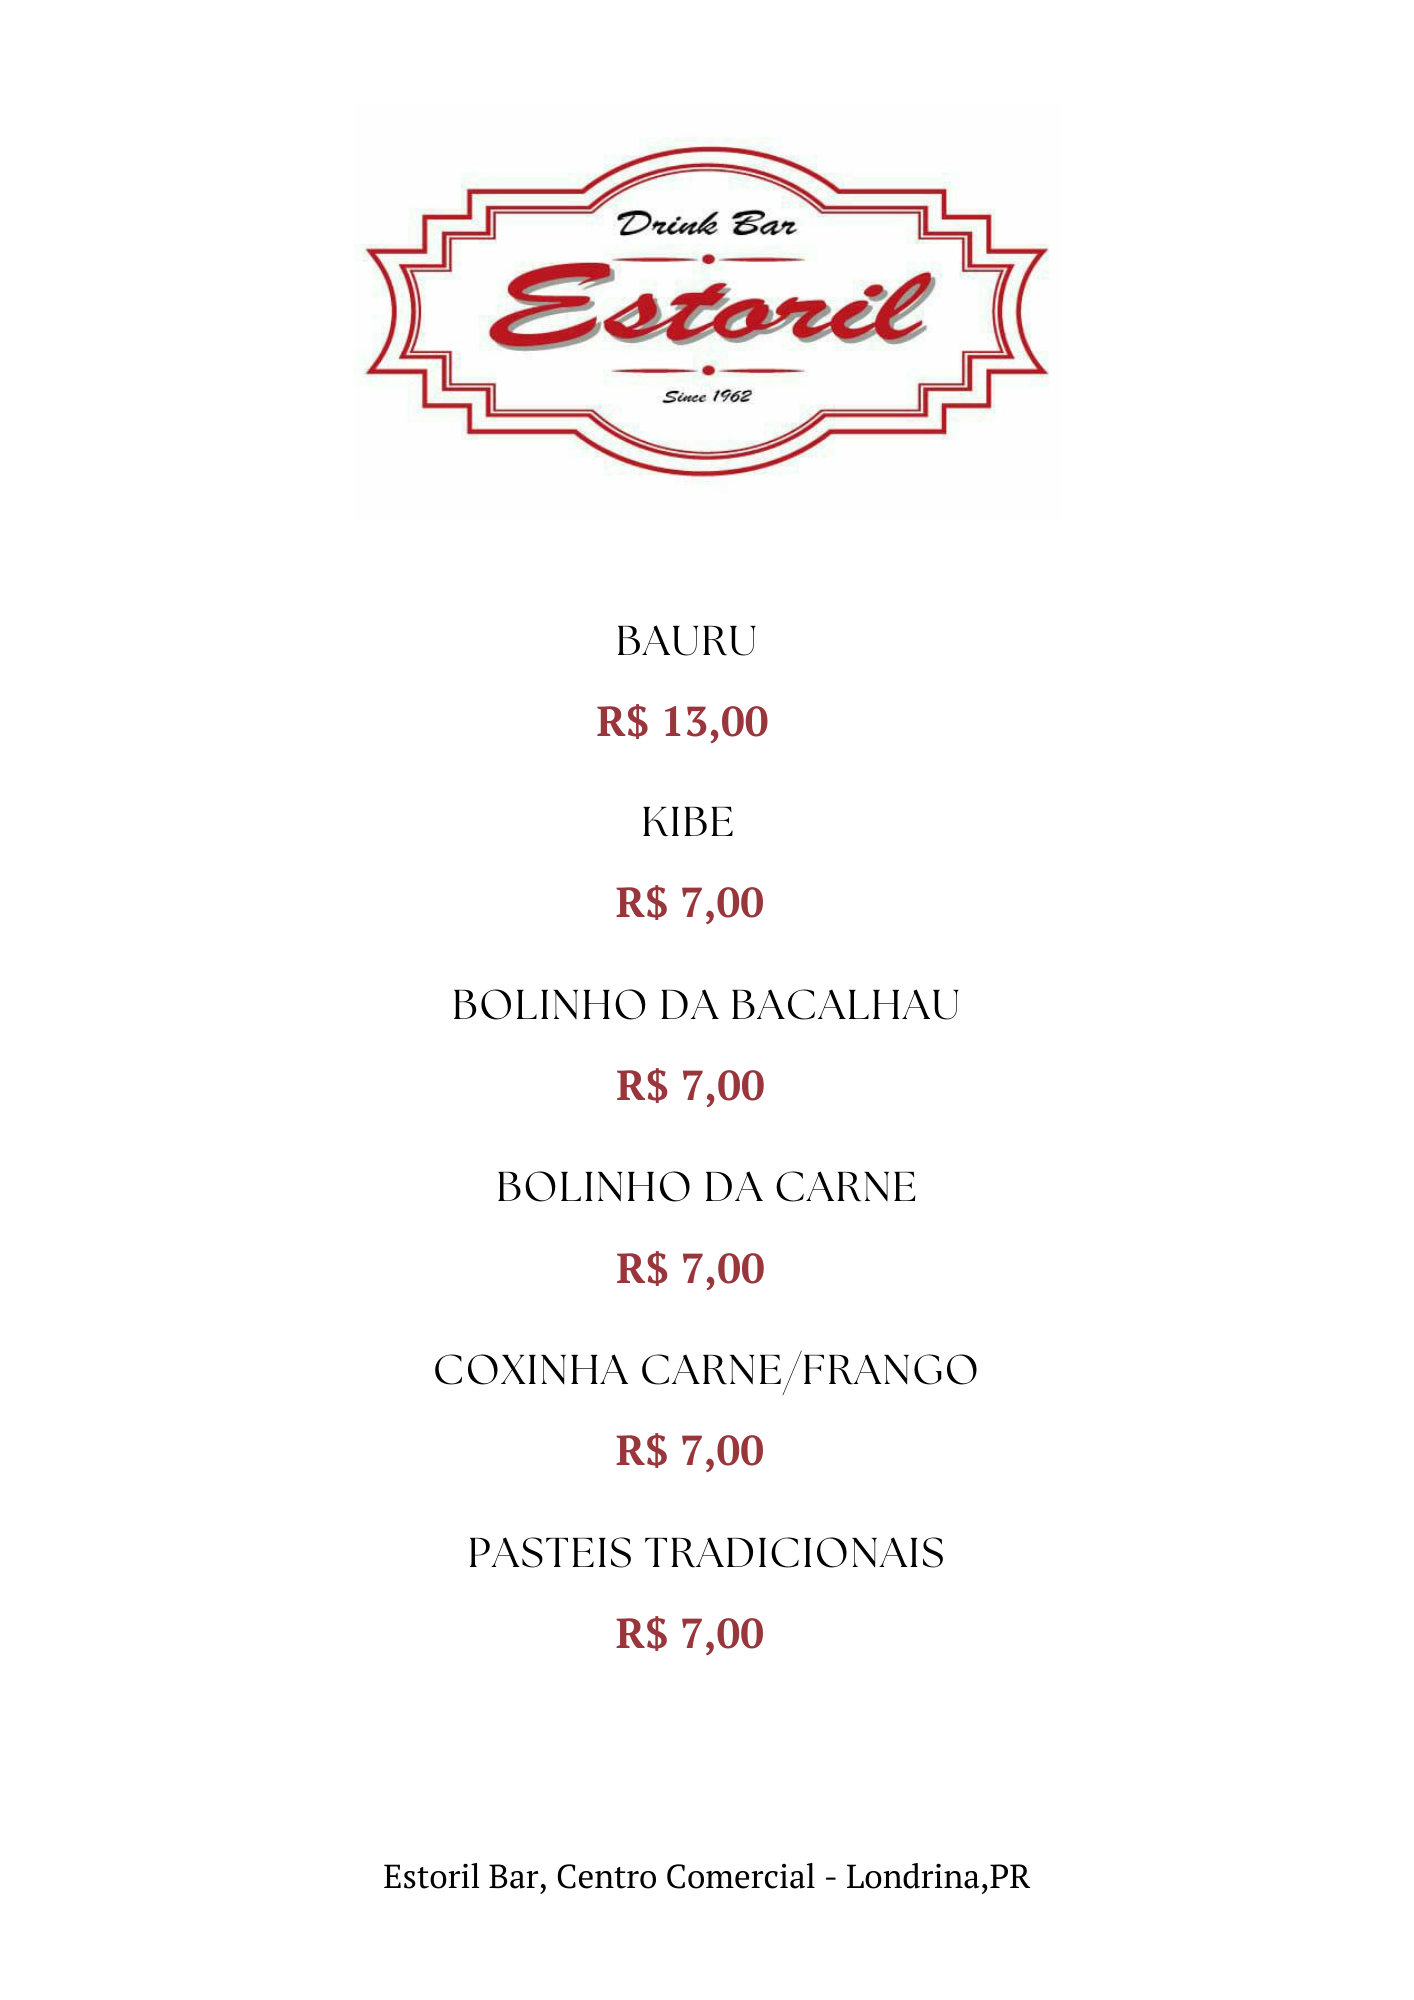 Drink Bar
Estoril
Since 1962
BAURU
R$ 13,00
KIBE
R$ 7,00
BOLINHO DA BACALHAU
R$ 7,00
BOLINHO DA CARNE
R$ 7,00
COXINHA CARNE/FRANGO
R$ 7,00
PASTEIS TRADICIONAIS
R$ 7,00
Estoril Bar, Centro Comercial - Londrina,PR